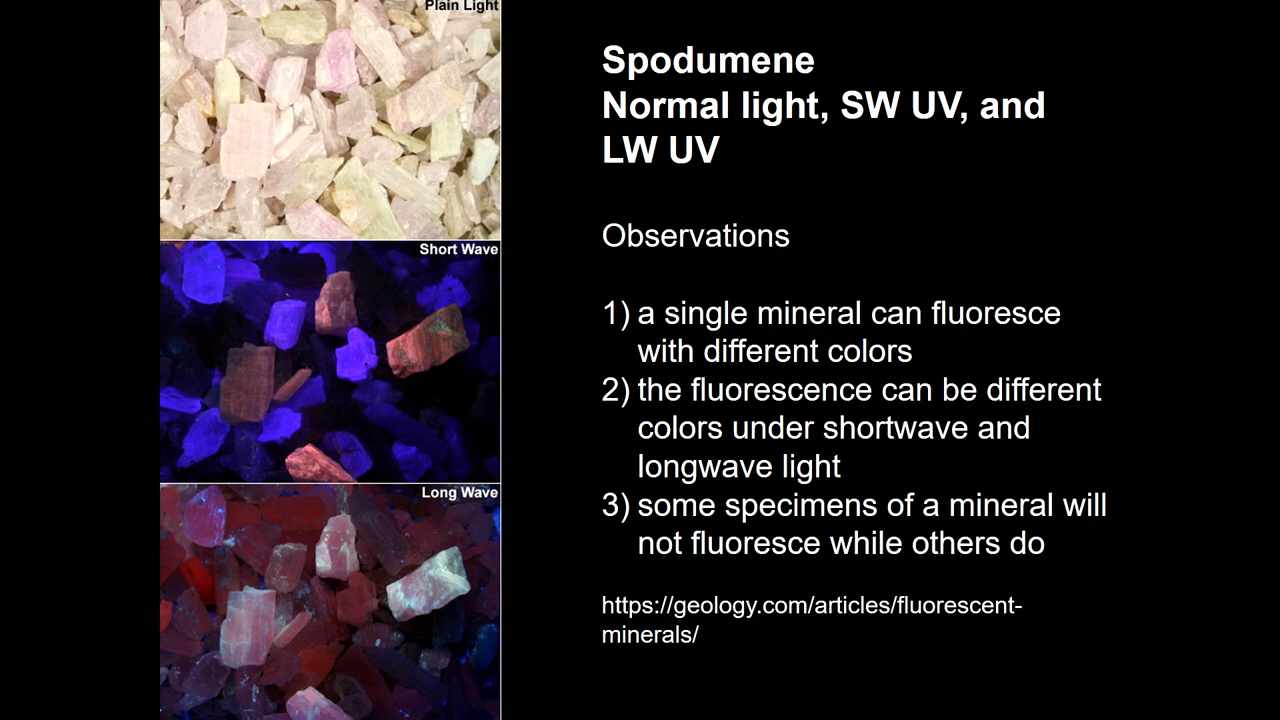 Plain Light
Short Wave
Long Wave
Spodumene
Normal light, SW UV, and
LW UV
Observations
1) a single mineral can fluoresce
with different colors
2) the fluorescence can be different
colors under shortwave and
longwave light
3) some specimens of a mineral will
not fluoresce while others do
https://geology.com/articles/fluorescent-
minerals/